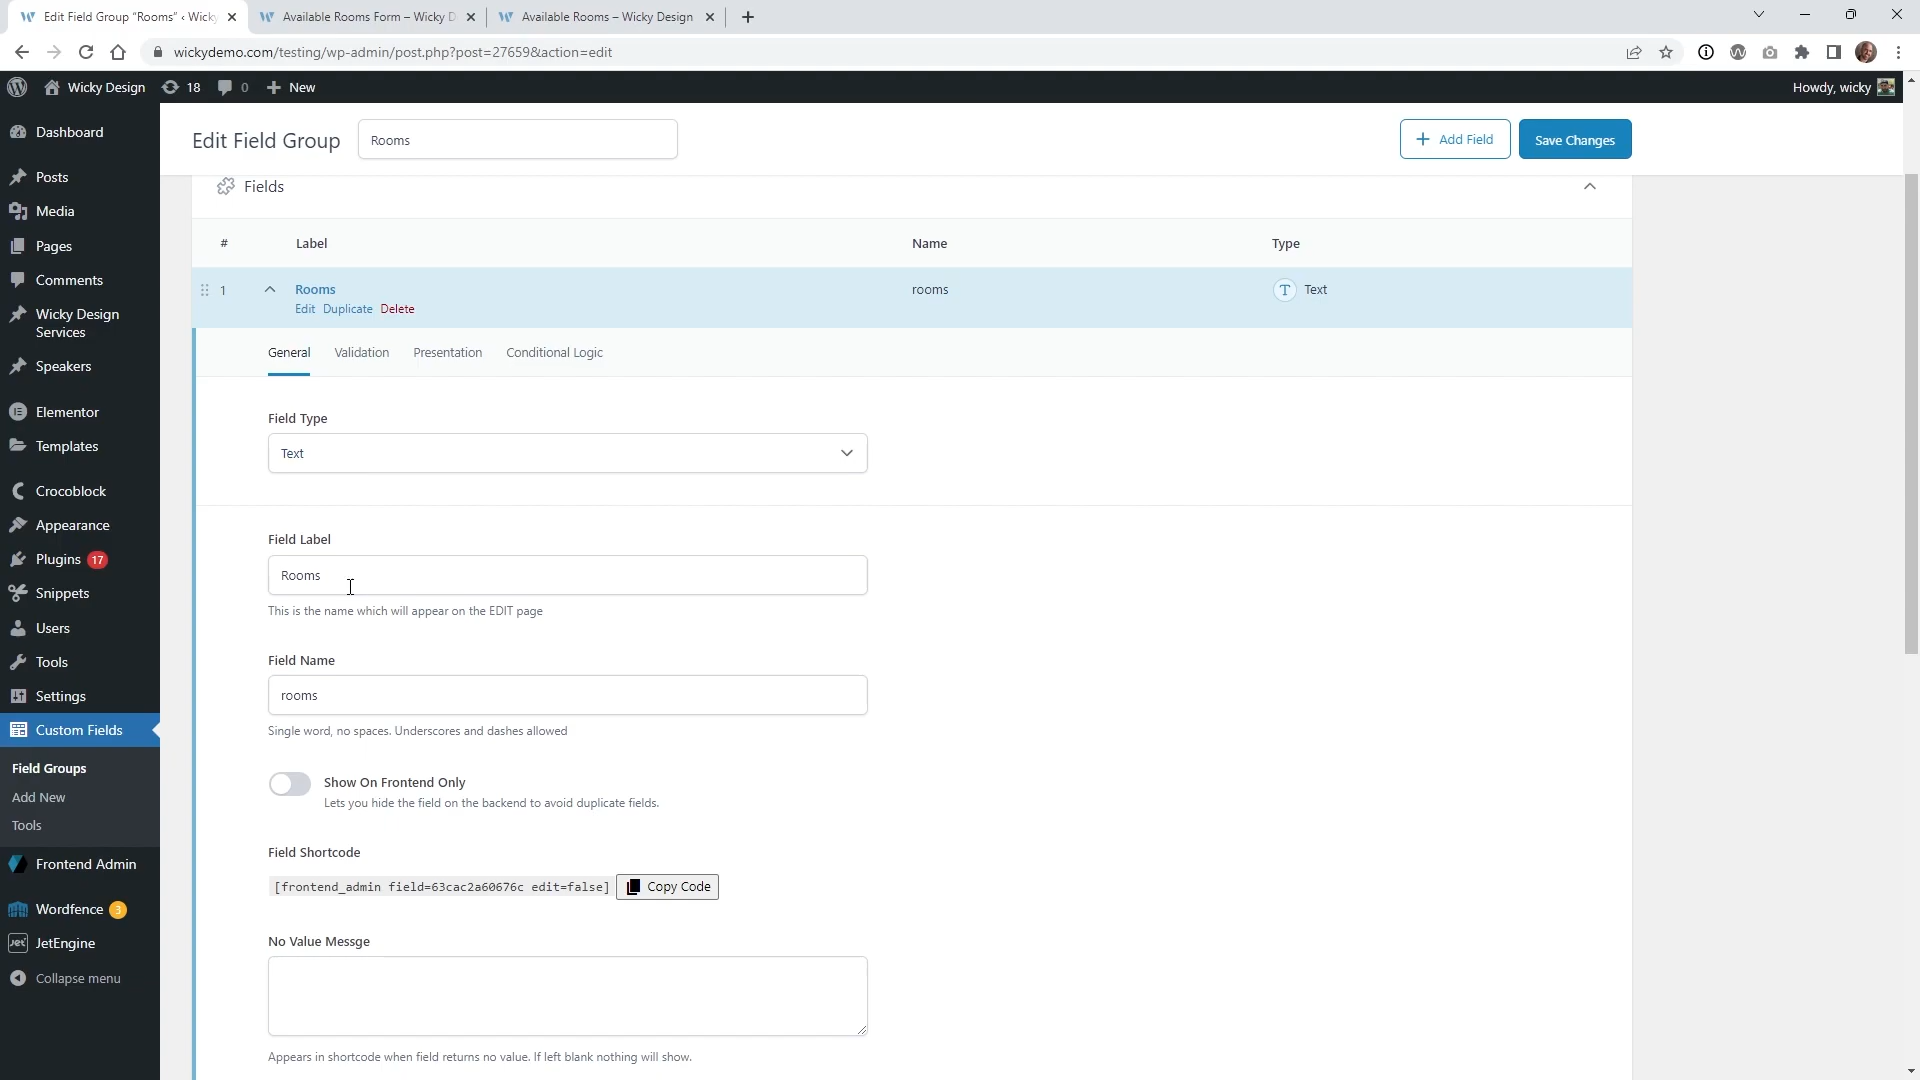 Edit Field Group "Rooms" ‹ Wicky
Available Rooms Form – Wicky D
Available Rooms – Wicky Design
wickydemo.com/testing/wp-admin/post.php?post=27659&action=edit
Wicky Design
18
0
New
Howdy, wicky
Dashboard
Posts
Media
Pages
Comments
Wicky Design
Services
Speakers
Elementor
Templates
Crocoblock
Appearance
Plugins 17
Snippets
Users
Tools
Settings
Custom Fields
Field Groups
Add New
Tools
Frontend Admin
Wordfence 3
JetEngine
Collapse menu
Edit Field Group
Rooms
Add Field
Save Changes
Fields
# Label Name Type
1 Rooms rooms T Text
Edit Duplicate Delete
General Validation Presentation Conditional Logic
Field Type
Text
Field Label
Rooms
This is the name which will appear on the EDIT page
Field Name
rooms
Single word, no spaces. Underscores and dashes allowed
Show On Frontend Only
Lets you hide the field on the backend to avoid duplicate fields.
Field Shortcode
[frontend_admin field=63cac2a60676c edit=false] Copy Code
No Value Messge
Appears in shortcode when field returns no value. If left blank nothing will show.